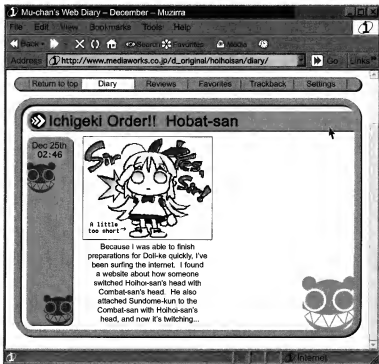 Mu-chan's Web Diary – December – Muzirra
File Edit View Bookmarks Tools Help
Back Search Favorites Media
Address http://www.mediaworks.co.jp/d_original/hoihoisan/diary/ Go Links
Return to top Diary Reviews Favorites Trackback Settings
Ichigeki Order!! Hobat-san
Dec 25th
02:46
Sir Yes, Sir!
A little
too short→
Because I was able to finish
preparations for Doll-ke quickly, I've
been surfing the internet. I found
a website about how someone
switched Hoihoi-san's head with
Combat-san's head. He also
attached Sundome-kun to the
Combat-san with Hoihoi-san's
head, and now it's twitching...
Internet